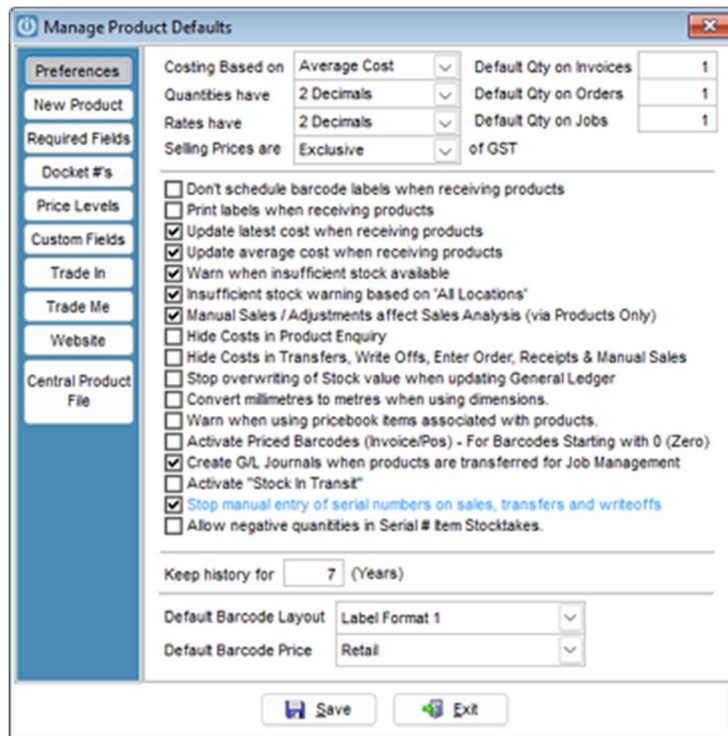 Manage Product Defaults
Preferences
New Product
Required Fields
Docket #'s
Price Levels
Custom Fields
Trade In
Trade Me
Website
Central Product
File
Costing Based on Average Cost Default Qty on Invoices 1
Quantities have 2 Decimals Default Qty on Orders 1
Rates have 2 Decimals Default Qty on Jobs 1
Selling Prices are Exclusive of GST
Don't schedule barcode labels when receiving products
Print labels when receiving products
Update latest cost when receiving products
Update average cost when receiving products
Warn when insufficient stock available
Insufficient stock warning based on 'All Locations'
Manual Sales / Adjustments affect Sales Analysis (via Products Only)
Hide Costs in Product Enquiry
Hide Costs in Transfers, Write Offs, Enter Order, Receipts & Manual Sales
Stop overwriting of Stock value when updating General Ledger
Convert millimetres to metres when using dimensions.
Warn when using pricebook items associated with products.
Activate Priced Barcodes (Invoice/Pos) - For Barcodes Starting with 0 (Zero)
Create G/L Journals when products are transferred for Job Management
Activate "Stock In Transit"
Stop manual entry of serial numbers on sales, transfers and writeoffs
Allow negative quanitities in Serial # Item Stocktakes.
Keep history for 7 (Years)
Default Barcode Layout Label Format 1
Default Barcode Price Retail
Save Exit